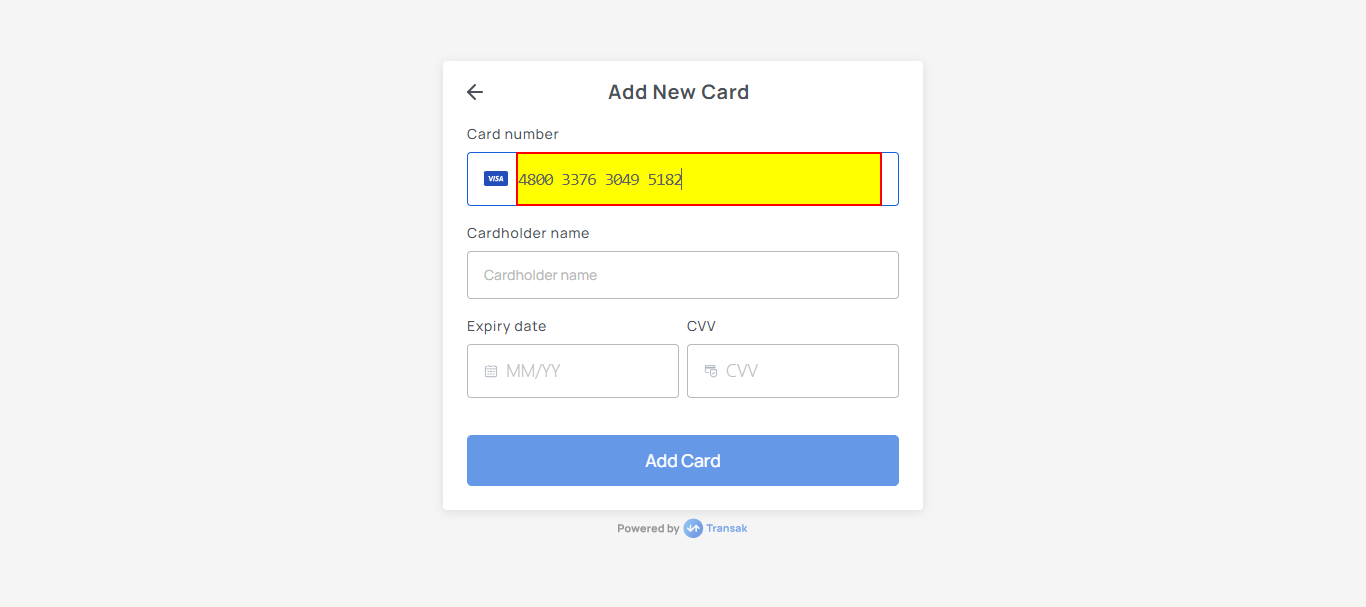 Add New Card
Card number
VISA 4800 3376 3049 5182
Cardholder name
Cardholder name
Expiry date CVV
MM/YY CVV
Add Card
Powered by Transak